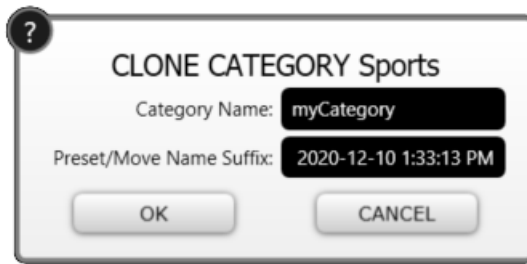 ?
CLONE CATEGORY Sports
Category Name: myCategory
Preset/Move Name Suffix: 2020-12-10 1:33:13 PM
OK CANCEL